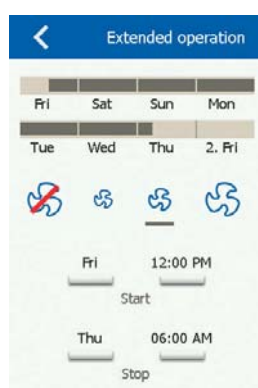 Extended operation
Fri Sat Sun Mon
Tue Wed Thu 2. Fri
Fri 12:00 PM
Start
Thu 06:00 AM
Stop